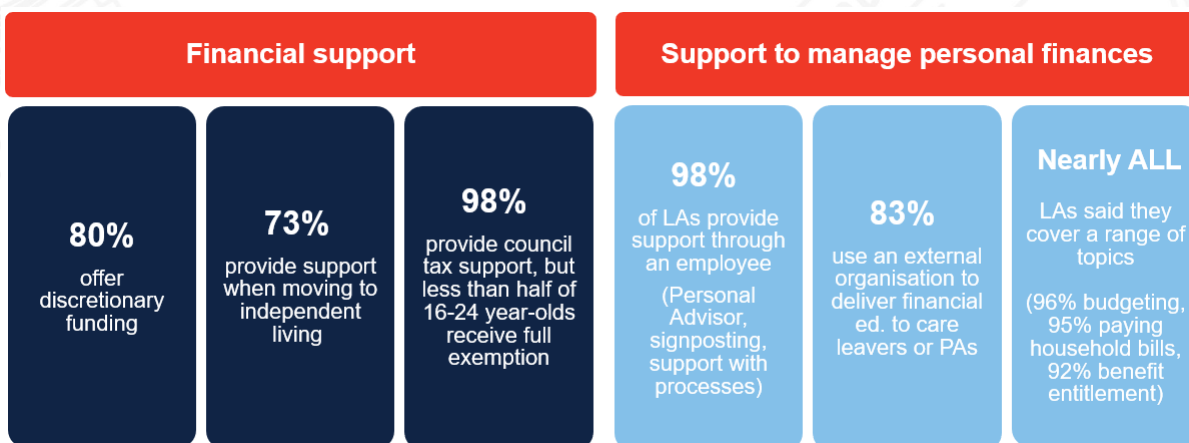 Financial support
80%
offer
discretionary
funding
73%
provide support
when moving to
independent
living
98%
provide council
tax support, but
less than half of
16-24 year-olds
receive full
exemption
Support to manage personal finances
98%
of LAs provide
support through
an employee
(Personal
Advisor,
signposting,
support with
processes)
83%
use an external
organisation to
deliver financial
ed. to care
leavers or PAs
Nearly ALL
LAs said they
cover a range of
topics
(96% budgeting,
95% paying
household bills,
92% benefit
entitlement)